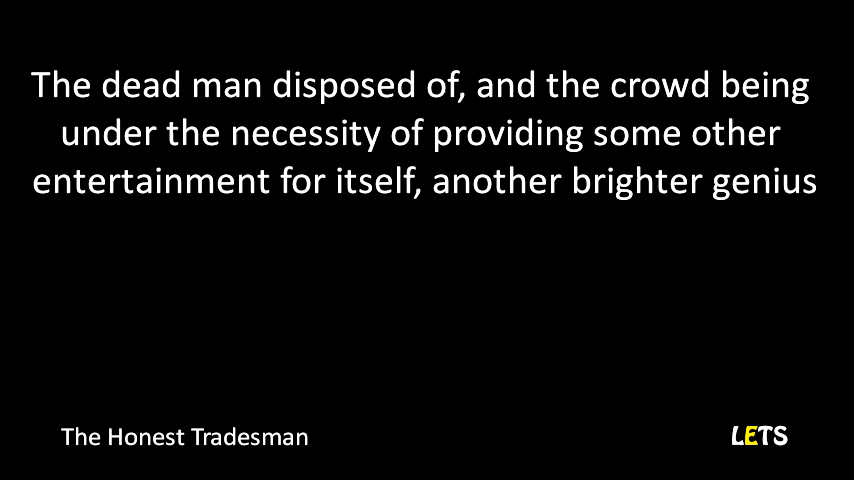 The dead man disposed of, and the crowd being
under the necessity of providing some other
entertainment for itself, another brighter genius
The Honest Tradesman
LETS